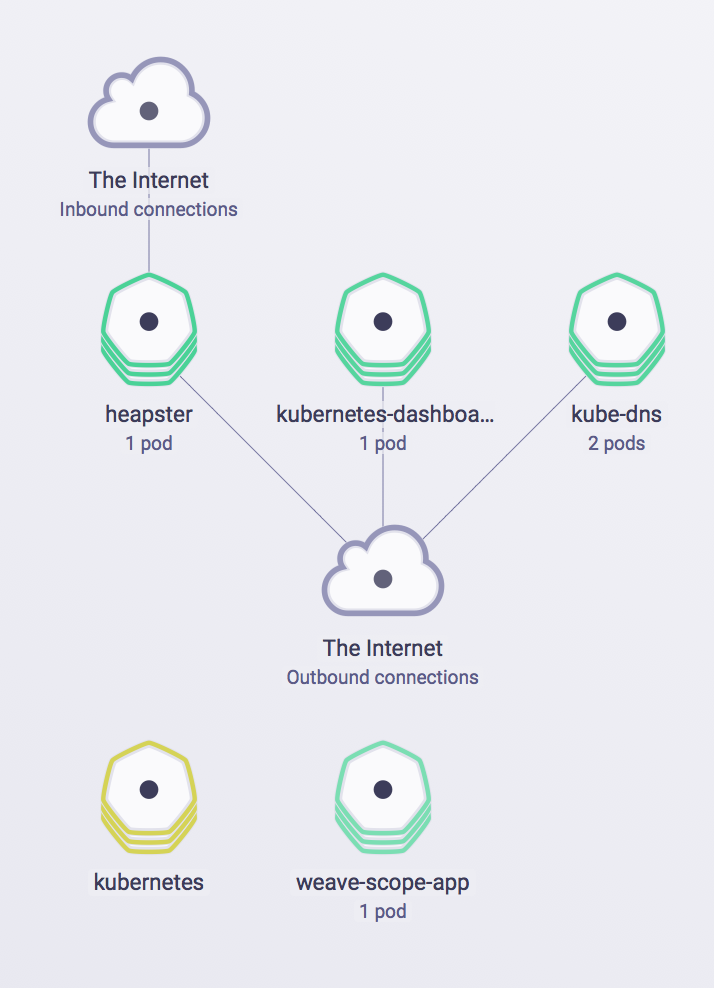 The Internet
Inbound connections
heapster
1 pod
kubernetes-dashboa...
1 pod
kube-dns
2 pods
The Internet
Outbound connections
kubernetes
weave-scope-app
1 pod